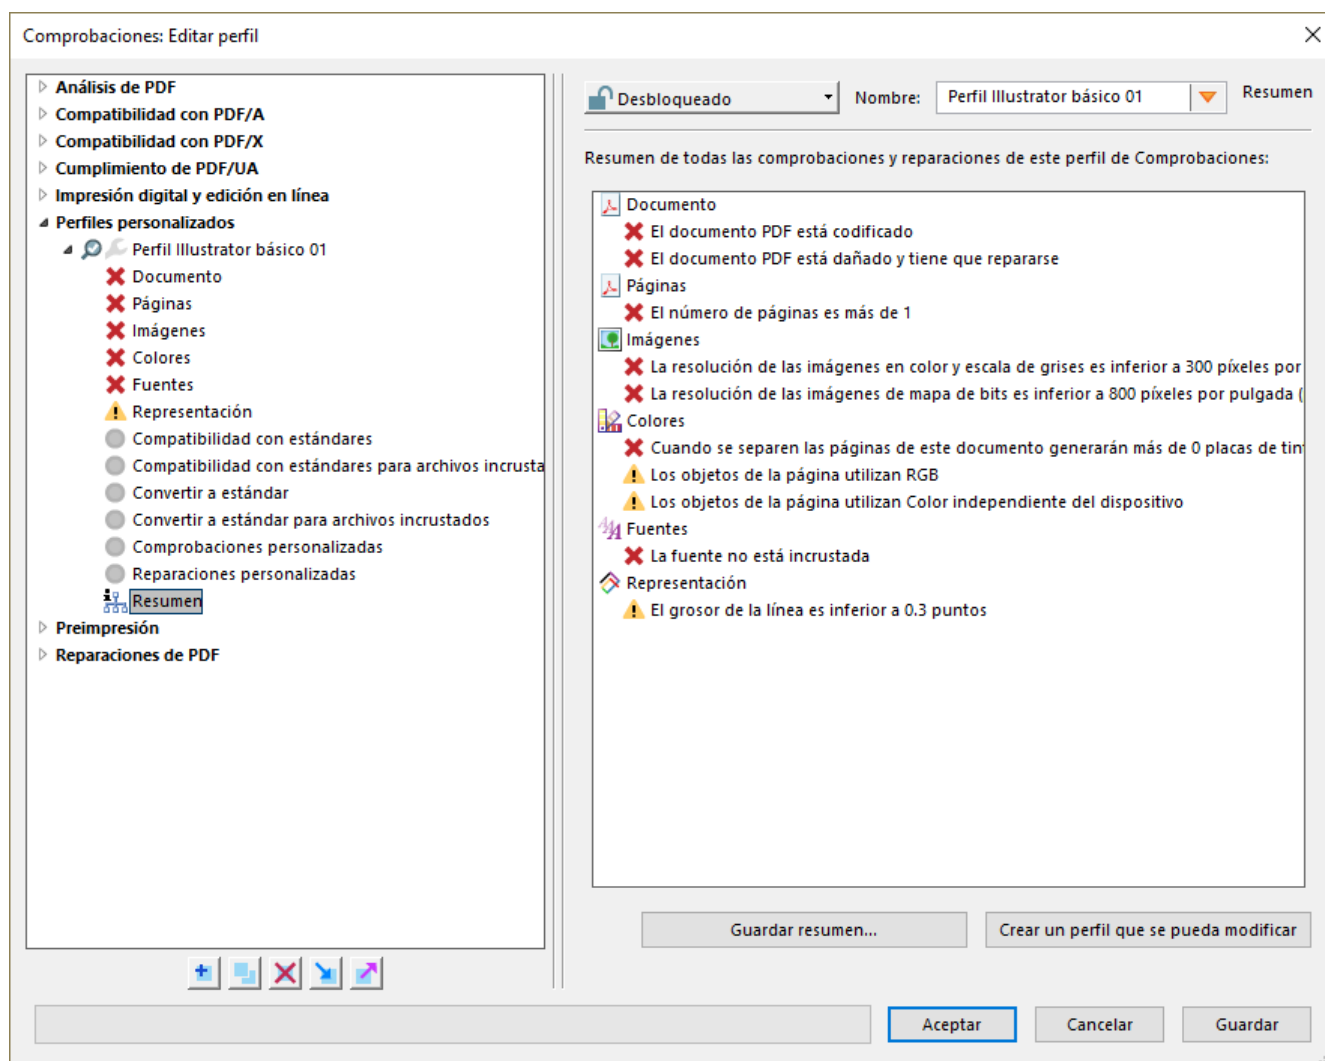 Comprobaciones: Editar perfil
Análisis de PDF
Compatibilidad con PDF/A
Compatibilidad con PDF/X
Cumplimiento de PDF/UA
Impresión digital y edición en línea
Perfiles personalizados
Perfil Illustrator básico 01
Documento
Páginas
Imágenes
Colores
Fuentes
Representación
Compatibilidad con estándares
Compatibilidad con estándares para archivos incrusta
Convertir a estándar
Convertir a estándar para archivos incrustados
Comprobaciones personalizadas
Reparaciones personalizadas
Resumen
Preimpresión
Reparaciones de PDF
Desbloqueado Nombre: Perfil Illustrator básico 01 Resumen
Resumen de todas las comprobaciones y reparaciones de este perfil de Comprobaciones:
Documento
El documento PDF está codificado
El documento PDF está dañado y tiene que repararse
Páginas
El número de páginas es más de 1
Imágenes
La resolución de las imágenes en color y escala de grises es inferior a 300 píxeles por
La resolución de las imágenes de mapa de bits es inferior a 800 píxeles por pulgada (
Colores
Cuando se separen las páginas de este documento generarán más de 0 placas de tin
Los objetos de la página utilizan RGB
Los objetos de la página utilizan Color independiente del dispositivo
Fuentes
La fuente no está incrustada
Representación
El grosor de la línea es inferior a 0.3 puntos
Guardar resumen... Crear un perfil que se pueda modificar
Aceptar Cancelar Guardar